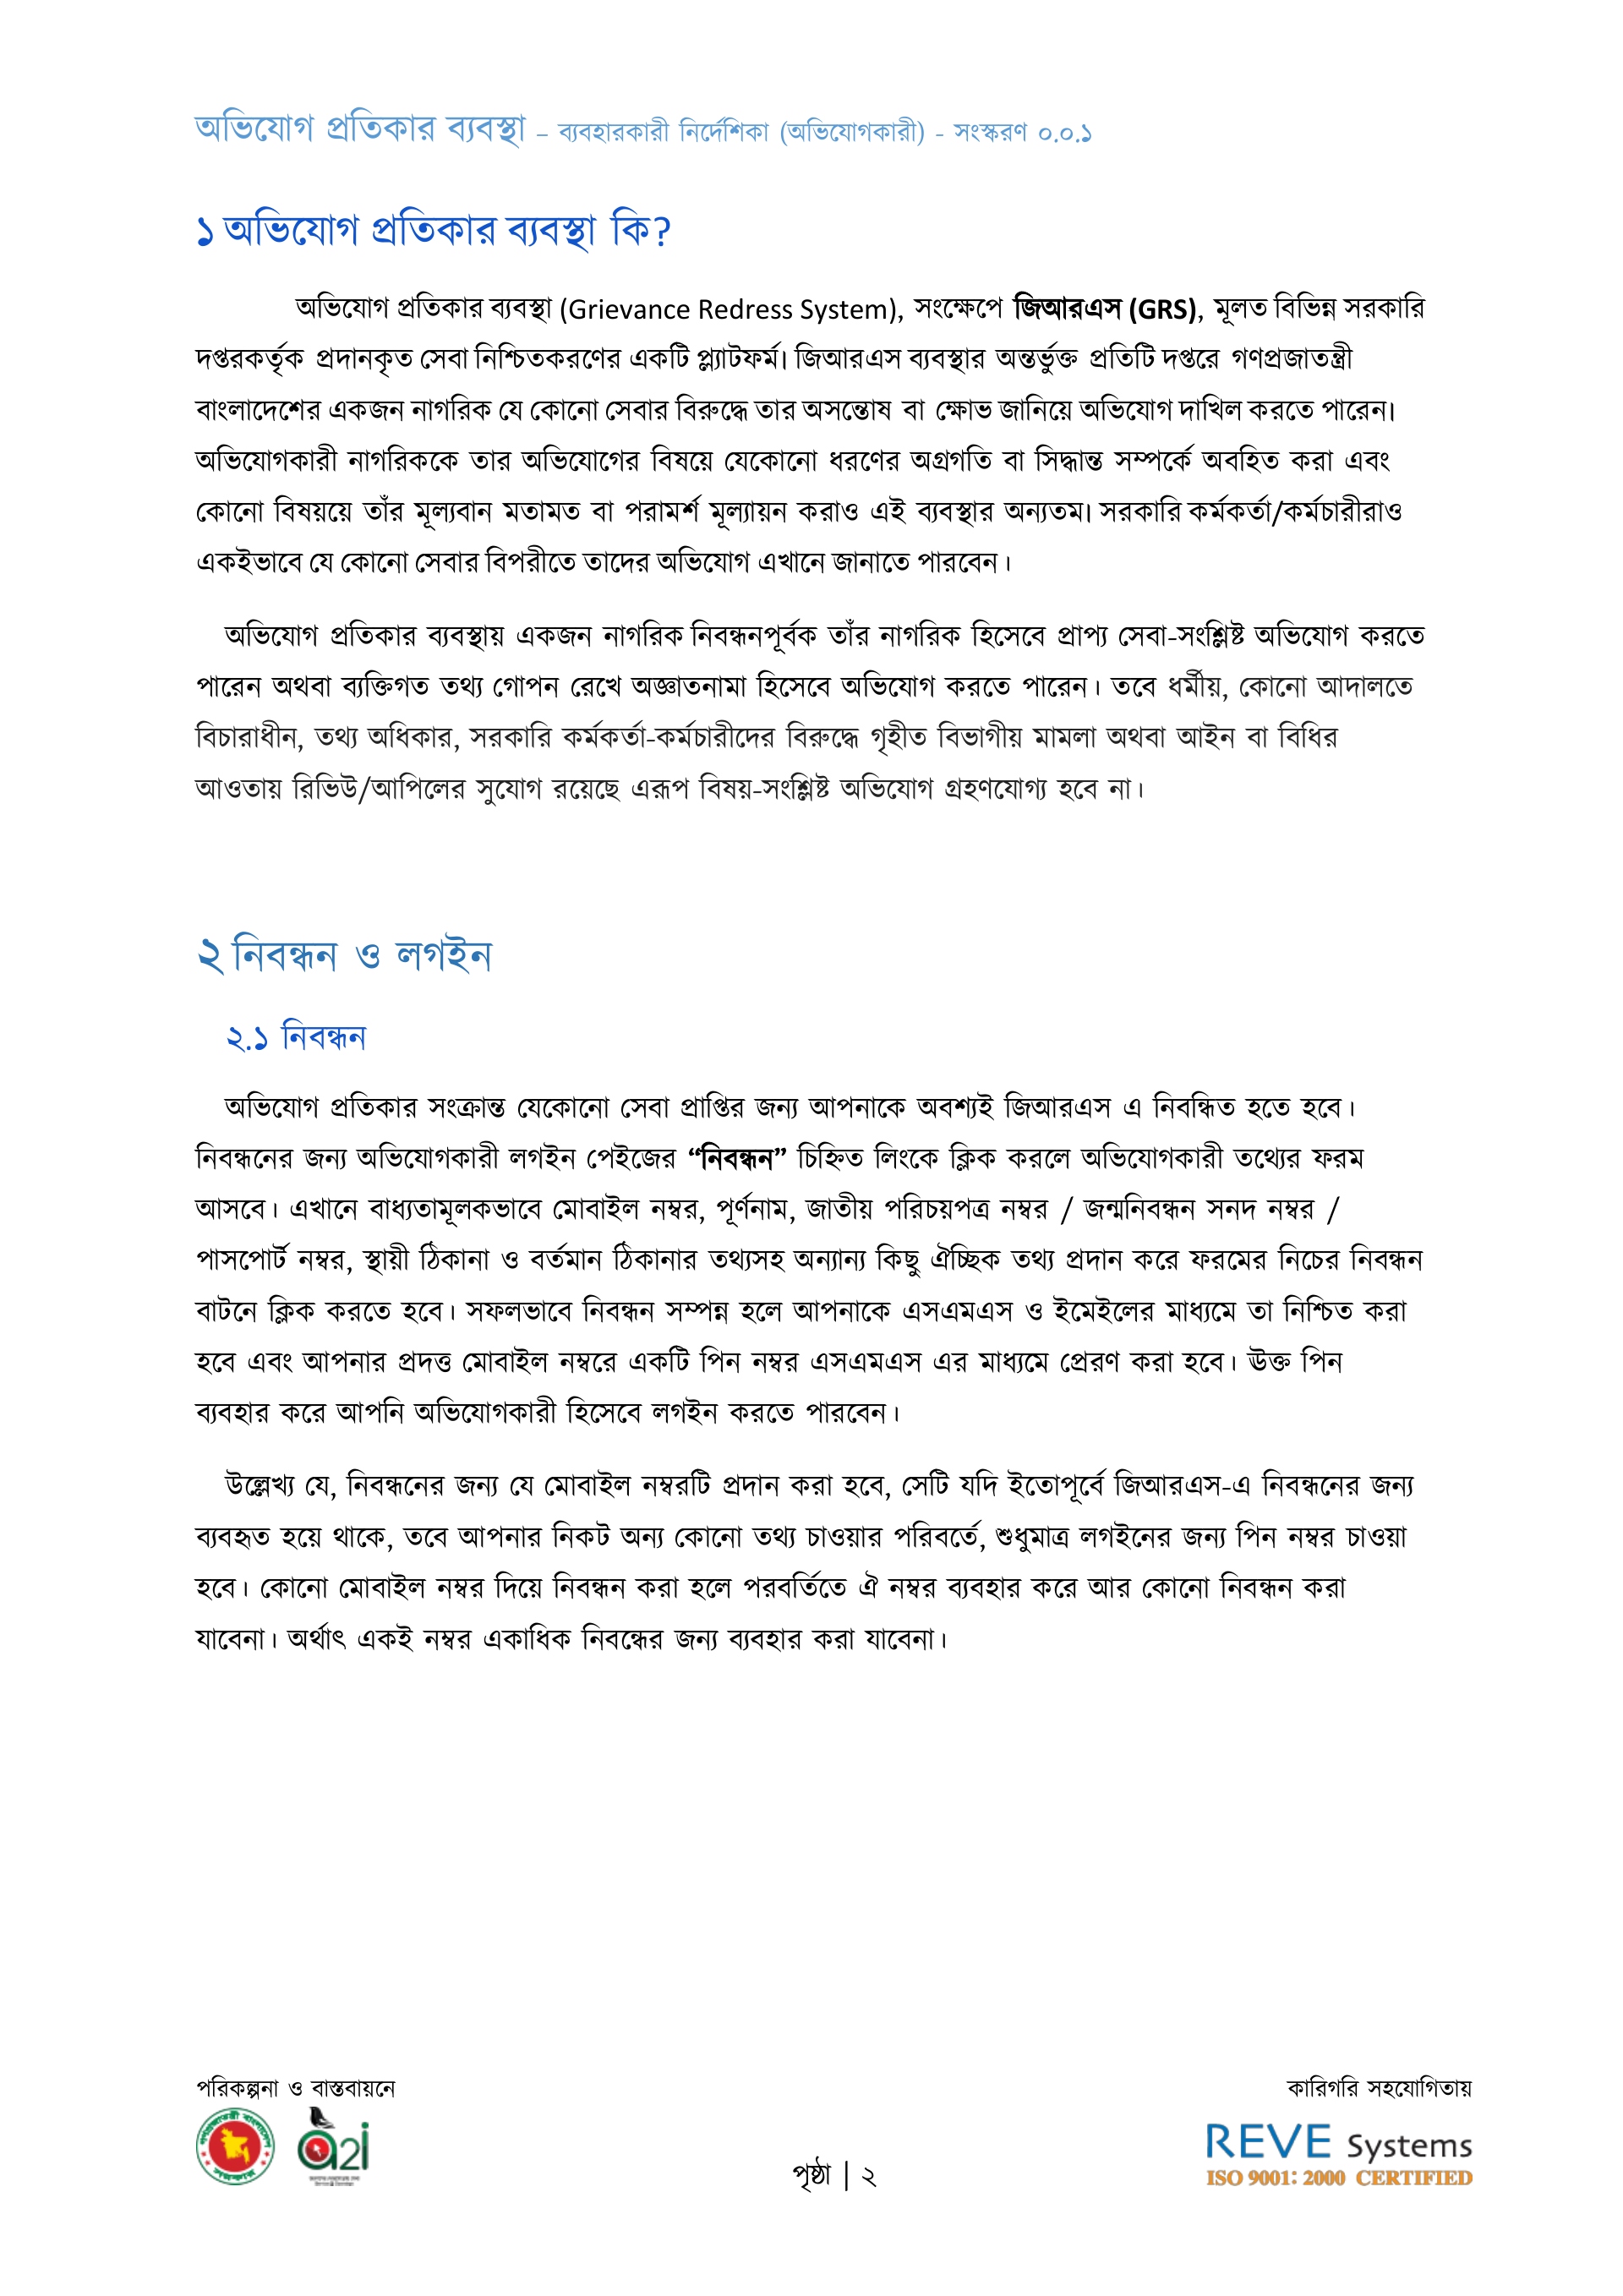 অভিযোগ প্রতিকার ব্যবস্থা – ব্যবহারকারী নির্দেশিকা (অভিযোগকারী) - সংস্করণ ০.০.১
১ অভিযোগ প্রতিকার ব্যবস্থা কি?
অভিযোগ প্রতিকার ব্যবস্থা (Grievance Redress System), সংক্ষেপে জিআরএস (GRS), মূলত বিভিন্ন সরকারি
দপ্তরকর্তৃক প্রদানকৃত সেবা নিশ্চিতকরণের একটি প্ল্যাটফর্ম। জিআরএস ব্যবস্থার অন্তর্ভুক্ত প্রতিটি দপ্তরে গণপ্রজাতন্ত্রী
বাংলাদেশের একজন নাগরিক যে কোনো সেবার বিরুদ্ধে তার অসন্তোষ বা ক্ষোভ জানিয়ে অভিযোগ দাখিল করতে পারেন।
অভিযোগকারী নাগরিককে তার অভিযোগের বিষয়ে যেকোনো ধরণের অগ্রগতি বা সিদ্ধান্ত সম্পর্কে অবহিত করা এবং
কোনো বিষয়য়ে তাঁর মূল্যবান মতামত বা পরামর্শ মূল্যায়ন করাও এই ব্যবস্থার অন্যতম। সরকারি কর্মকর্তা/কর্মচারীরাও
একইভাবে যে কোনো সেবার বিপরীতে তাদের অভিযোগ এখানে জানাতে পারবেন।
অভিযোগ প্রতিকার ব্যবস্থায় একজন নাগরিক নিবন্ধনপূর্বক তাঁর নাগরিক হিসেবে প্রাপ্য সেবা-সংশ্লিষ্ট অভিযোগ করতে
পারেন অথবা ব্যক্তিগত তথ্য গোপন রেখে অজ্ঞাতনামা হিসেবে অভিযোগ করতে পারেন। তবে ধর্মীয়, কোনো আদালতে
বিচারাধীন, তথ্য অধিকার, সরকারি কর্মকর্তা-কর্মচারীদের বিরুদ্ধে গৃহীত বিভাগীয় মামলা অথবা আইন বা বিধির
আওতায় রিভিউ/আপিলের সুযোগ রয়েছে এরূপ বিষয়-সংশ্লিষ্ট অভিযোগ গ্রহণযোগ্য হবে না।
২ নিবন্ধন ও লগইন
২.১ নিবন্ধন
অভিযোগ প্রতিকার সংক্রান্ত যেকোনো সেবা প্রাপ্তির জন্য আপনাকে অবশ্যই জিআরএস এ নিবন্ধিত হতে হবে।
নিবন্ধনের জন্য অভিযোগকারী লগইন পেইজের “নিবন্ধন” চিহ্নিত লিংকে ক্লিক করলে অভিযোগকারী তথ্যের ফরম
আসবে। এখানে বাধ্যতামূলকভাবে মোবাইল নম্বর, পূর্ণনাম, জাতীয় পরিচয়পত্র নম্বর / জন্মনিবন্ধন সনদ নম্বর /
পাসপোর্ট নম্বর, স্থায়ী ঠিকানা ও বর্তমান ঠিকানার তথ্যসহ অন্যান্য কিছু ঐচ্ছিক তথ্য প্রদান করে ফরমের নিচের নিবন্ধন
বাটনে ক্লিক করতে হবে। সফলভাবে নিবন্ধন সম্পন্ন হলে আপনাকে এসএমএস ও ইমেইলের মাধ্যমে তা নিশ্চিত করা
হবে এবং আপনার প্রদত্ত মোবাইল নম্বরে একটি পিন নম্বর এসএমএস এর মাধ্যমে প্রেরণ করা হবে। ঊক্ত পিন
ব্যবহার করে আপনি অভিযোগকারী হিসেবে লগইন করতে পারবেন।
উল্লেখ্য যে, নিবন্ধনের জন্য যে মোবাইল নম্বরটি প্রদান করা হবে, সেটি যদি ইতোপূর্বে জিআরএস-এ নিবন্ধনের জন্য
ব্যবহৃত হয়ে থাকে, তবে আপনার নিকট অন্য কোনো তথ্য চাওয়ার পরিবর্তে, শুধুমাত্র লগইনের জন্য পিন নম্বর চাওয়া
হবে। কোনো মোবাইল নম্বর দিয়ে নিবন্ধন করা হলে পরবর্তিতে ঐ নম্বর ব্যবহার করে আর কোনো নিবন্ধন করা
যাবেনা। অর্থাৎ একই নম্বর একাধিক নিবন্ধের জন্য ব্যবহার করা যাবেনা।
পরিকল্পনা ও বাস্তবায়নে
কারিগরি সহযোগিতায়
গণপ্রজাতন্ত্রী বাংলাদেশ
সরকার
a2i
REVE Systems
ISO 9001: 2000 CERTIFIED
পৃষ্ঠা | ২